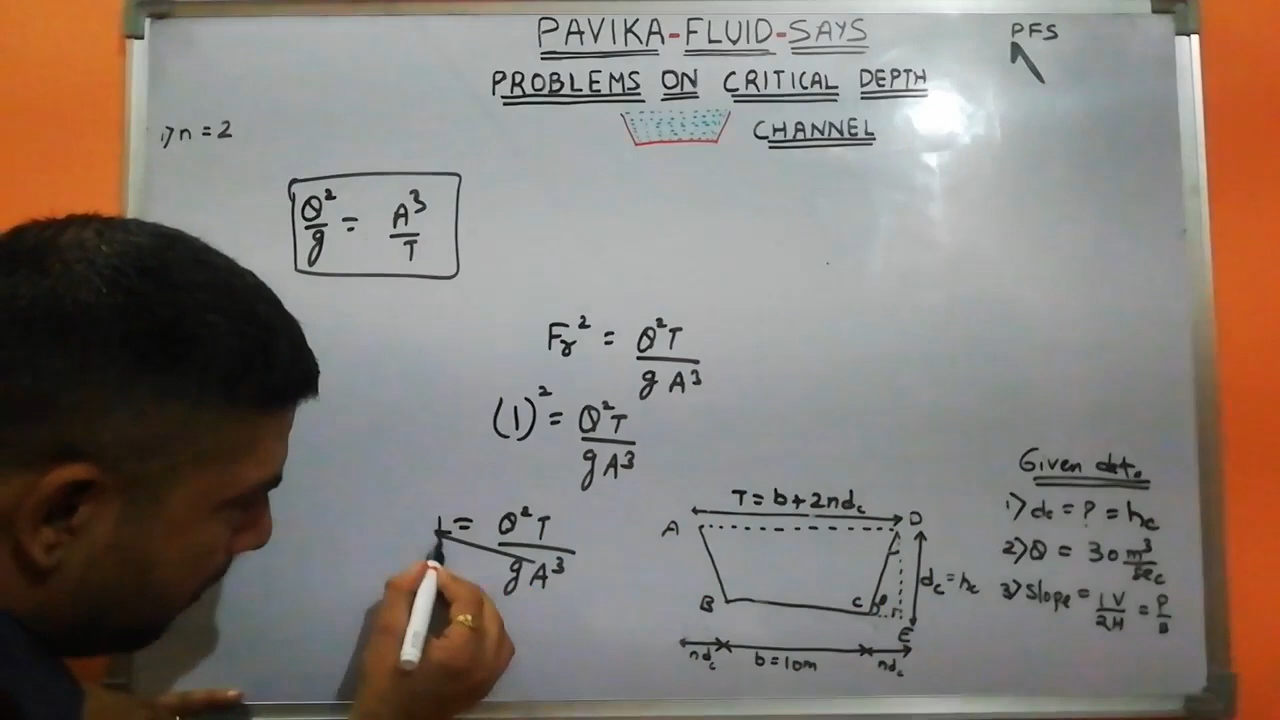 PAVIKA-FLUID-SAYS
PFS
PROBLEMS ON CRITICAL DEPTH
CHANNEL
1) n = 2
Q²/g = A³/T
Fr² = Q²T/gA³
(1)² = Q²T/gA³
1 = Q²T/gA³
Given dt.
1) dc = ? = hc
2) Q = 30 m³/sec
3) Slope = 1V/2H = P/B
T = b + 2ndc
A
D
B
C
θ
E
dc = hc
ndc
b = 10m
ndc